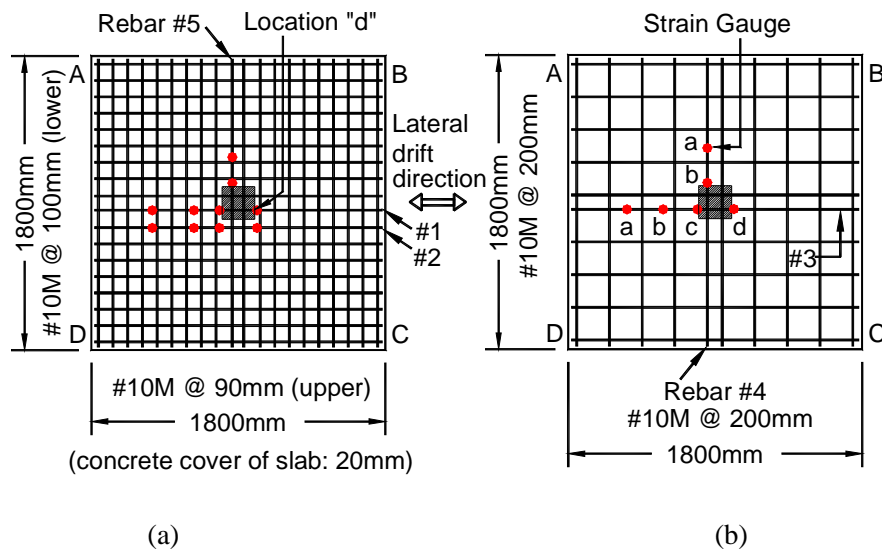 Rebar #5
Location "d"
A
B
D
C
1800mm
#10M @ 100mm (lower)
#1
#2
#10M @ 90mm (upper)
1800mm
(concrete cover of slab: 20mm)
Lateral
drift
direction
(a)
Strain Gauge
A
B
D
C
1800mm
#10M @ 200mm
a
b
a
b
c
d
#3
Rebar #4
#10M @ 200mm
1800mm
(b)